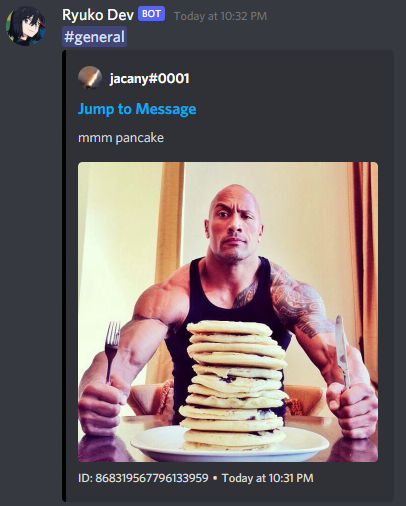 Ryuko Dev BOT Today at 10:32 PM
#general
jacany#0001
Jump to Message
mmm pancake
ID: 868319567796133959 • Today at 10:31 PM